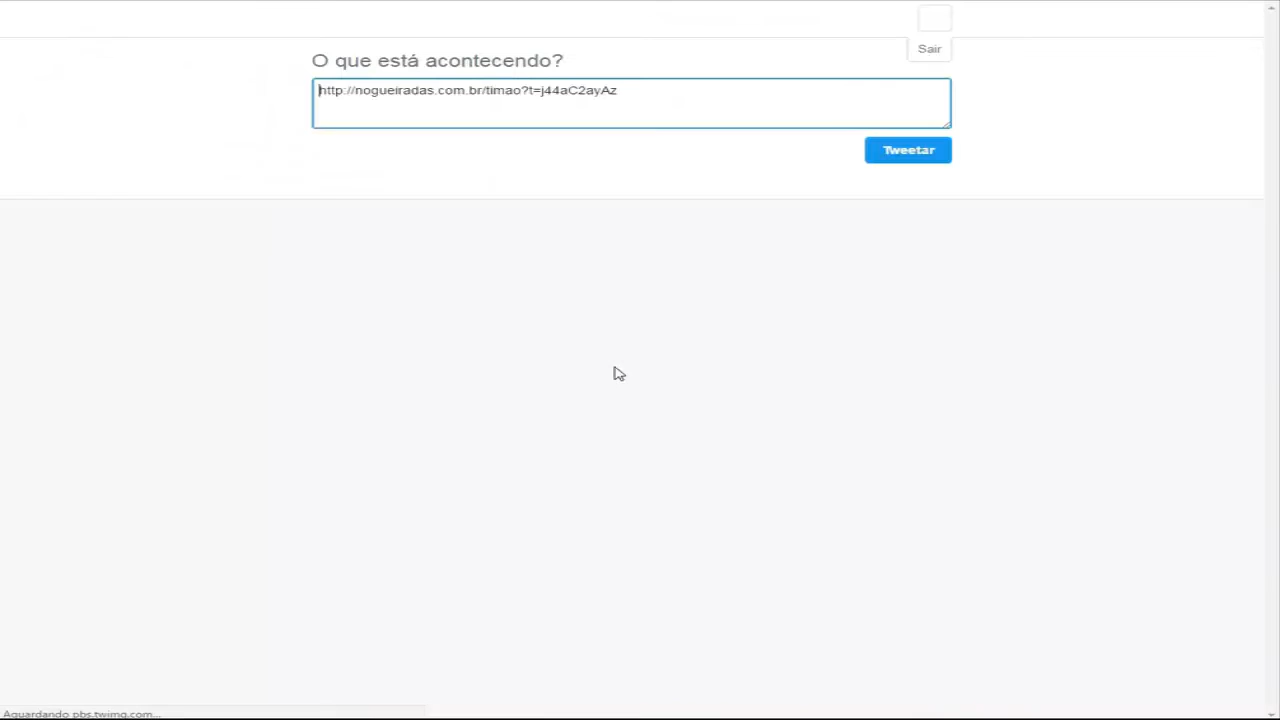 Sair
O que está acontecendo?
http://nogueiradas.com.br/timao?t=j44aC2ayAz
Tweetar
Aguardando pbs.twimg.com...